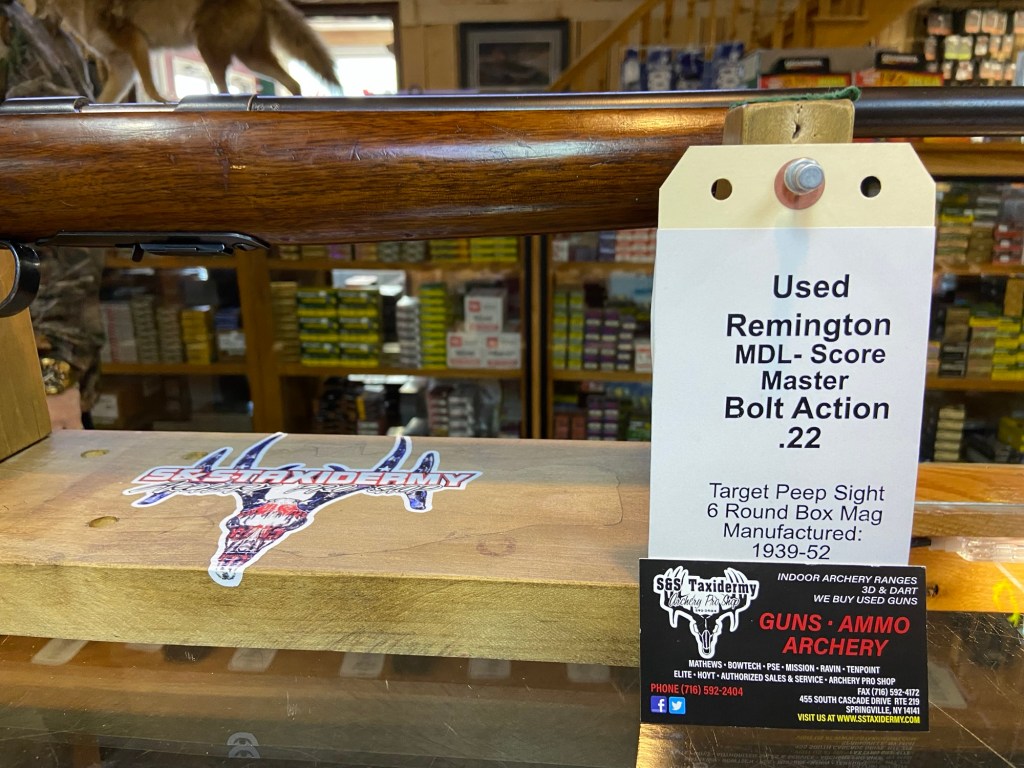 Used
Remington
MDL- Score
Master
Bolt Action
.22
Target Peep Sight
6 Round Box Mag
Manufactured:
1939-52
S&S TAXIDERMY
S&S Taxidermy
Archery Pro Shop
INDOOR ARCHERY RANGES
3D & DART
WE BUY USED GUNS
GUNS · AMMO
ARCHERY
MATHEWS · BOWTECH · PSE · MISSION · RAVIN · TENPOINT
ELITE · HOYT · AUTHORIZED SALES & SERVICE · ARCHERY PRO SHOP
PHONE (716) 592-2404
FAX (716) 592-4172
455 SOUTH CASCADE DRIVE RTE 219
SPRINGVILLE, NY 14141
VISIT US AT WWW.SSTAXIDERMY.COM